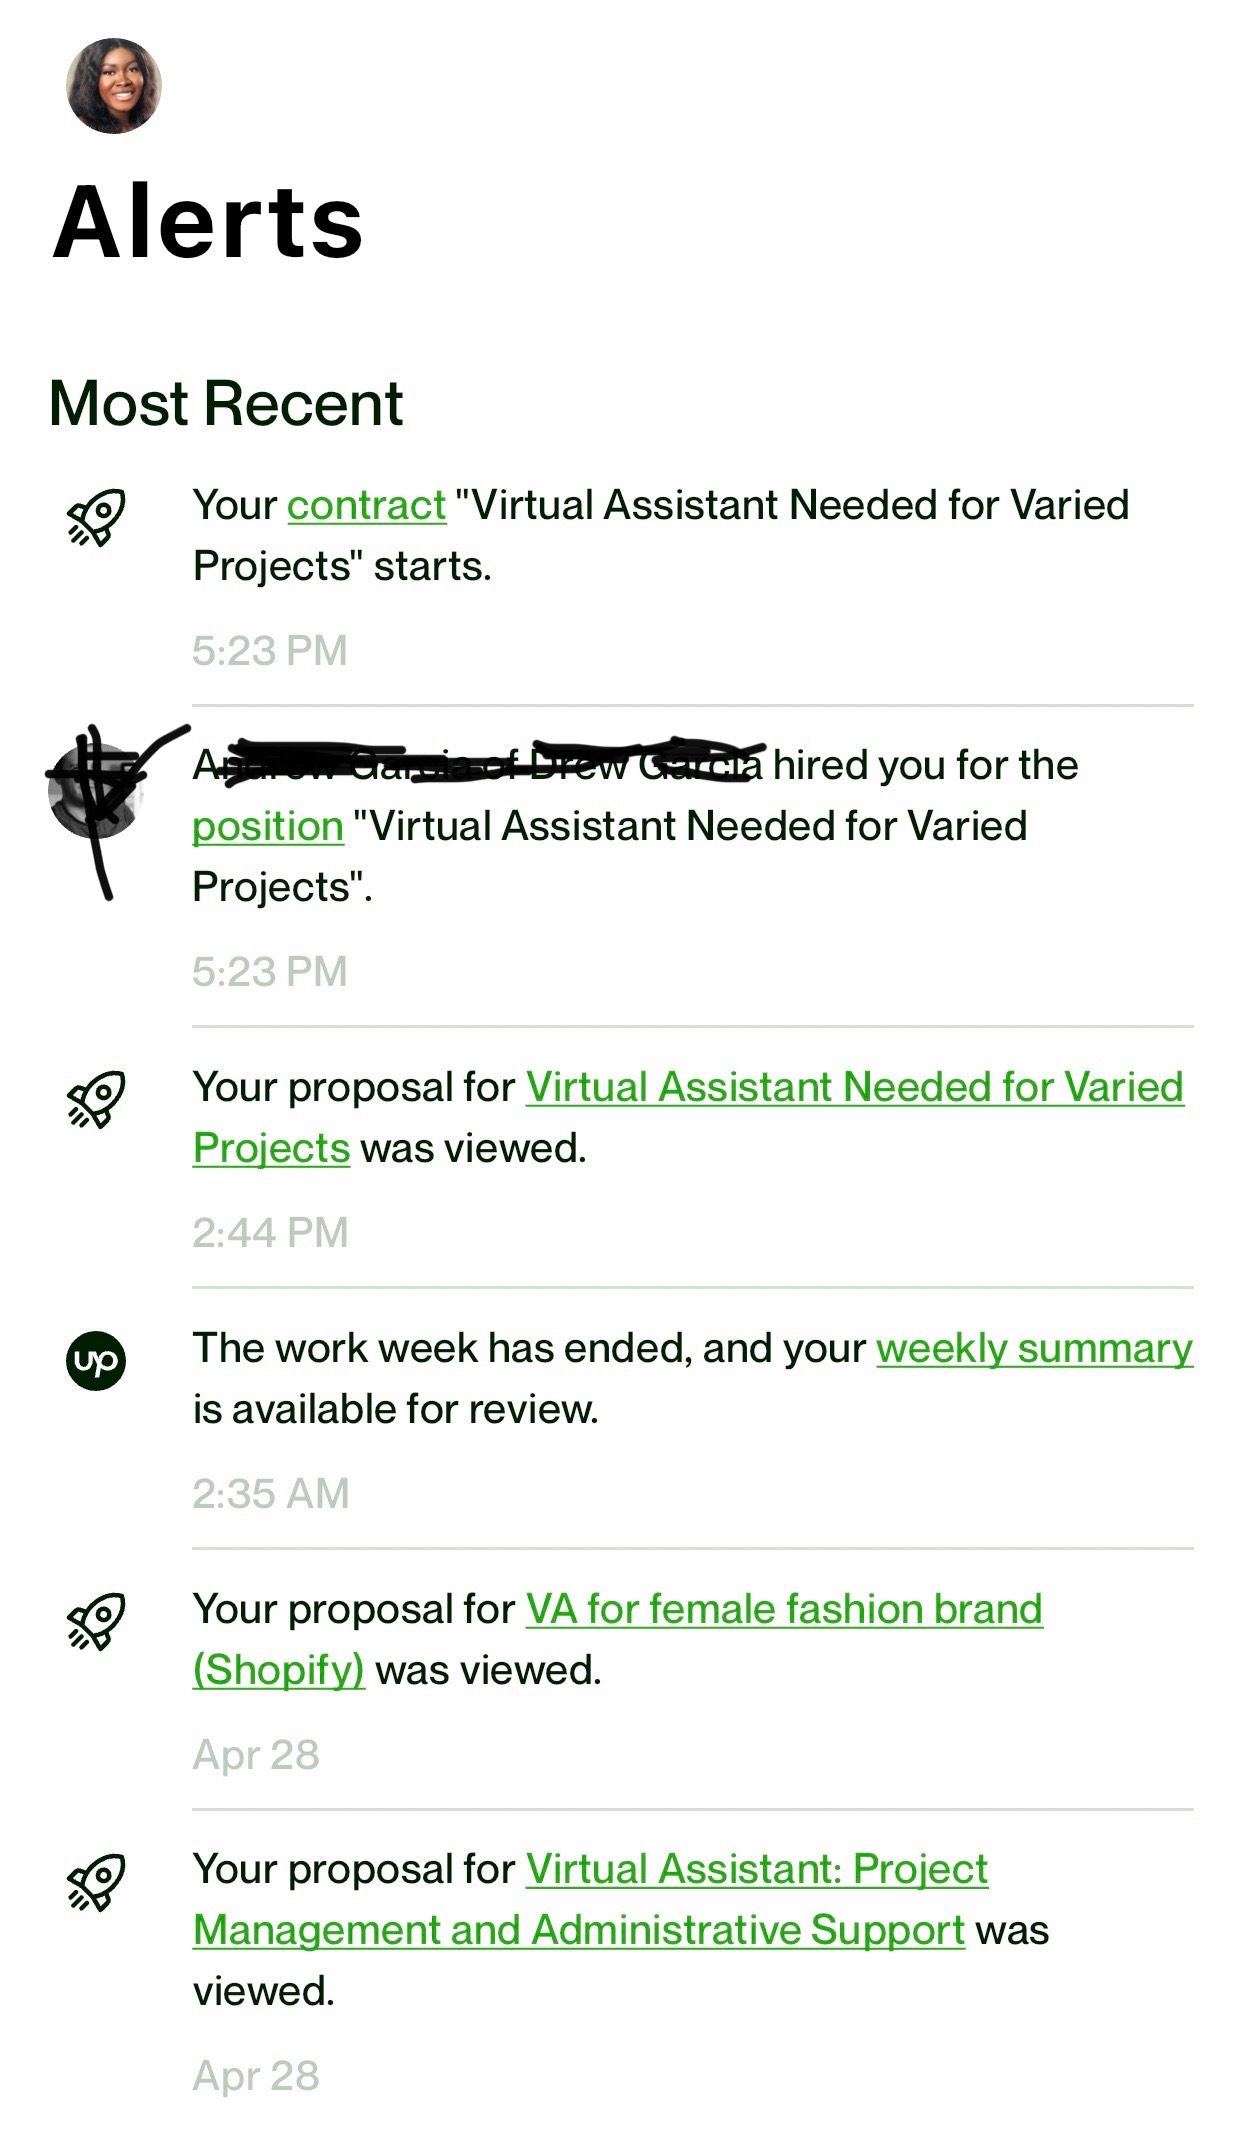 Alerts
Most Recent
Your contract "Virtual Assistant Needed for Varied
Projects" starts.
5:23 PM
hired you for the
position "Virtual Assistant Needed for Varied
Projects".
5:23 PM
Your proposal for Virtual Assistant Needed for Varied
Projects was viewed.
2:44 PM
up
The work week has ended, and your weekly summary
is available for review.
2:35 AM
Your proposal for VA for female fashion brand
(Shopify) was viewed.
Apr 28
Your proposal for Virtual Assistant: Project
Management and Administrative Support was
viewed.
Apr 28